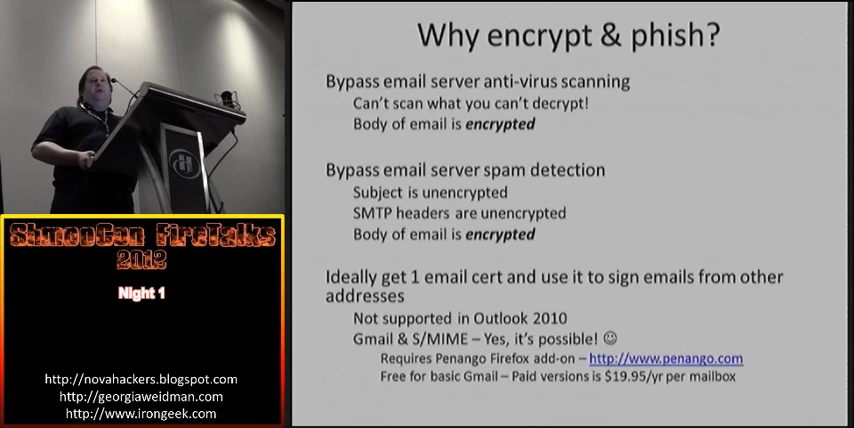 Why encrypt & phish?
Bypass email server anti-virus scanning
Can't scan what you can't decrypt!
Body of email is encrypted
Bypass email server spam detection
Subject is unencrypted
SMTP headers are unencrypted
Body of email is encrypted
Ideally get 1 email cert and use it to sign emails from other
addresses
Not supported in Outlook 2010
Gmail & S/MIME – Yes, it's possible! ☺
Requires Penango Firefox add-on – http://www.penango.com
Free for basic Gmail – Paid versions is $19.95/yr per mailbox
ShmooCon FireTalks
2012
Night 1
http://novahackers.blogspot.com
http://georgiaweidman.com
http://www.irongeek.com